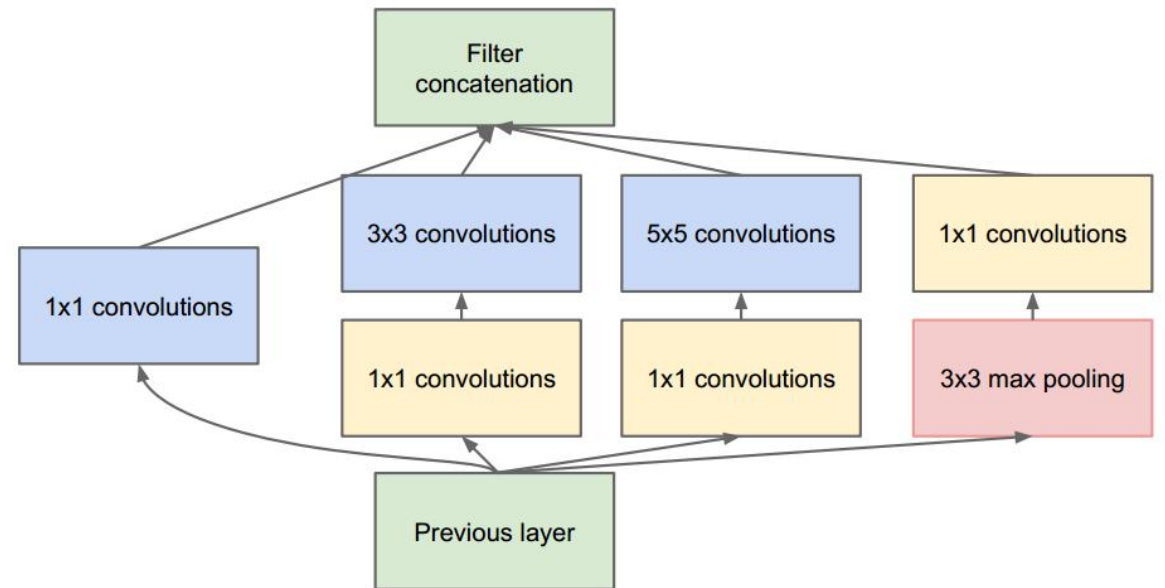 Filter
concatenation
3x3 convolutions
5x5 convolutions
1x1 convolutions
1x1 convolutions
1x1 convolutions
1x1 convolutions
3x3 max pooling
Previous layer